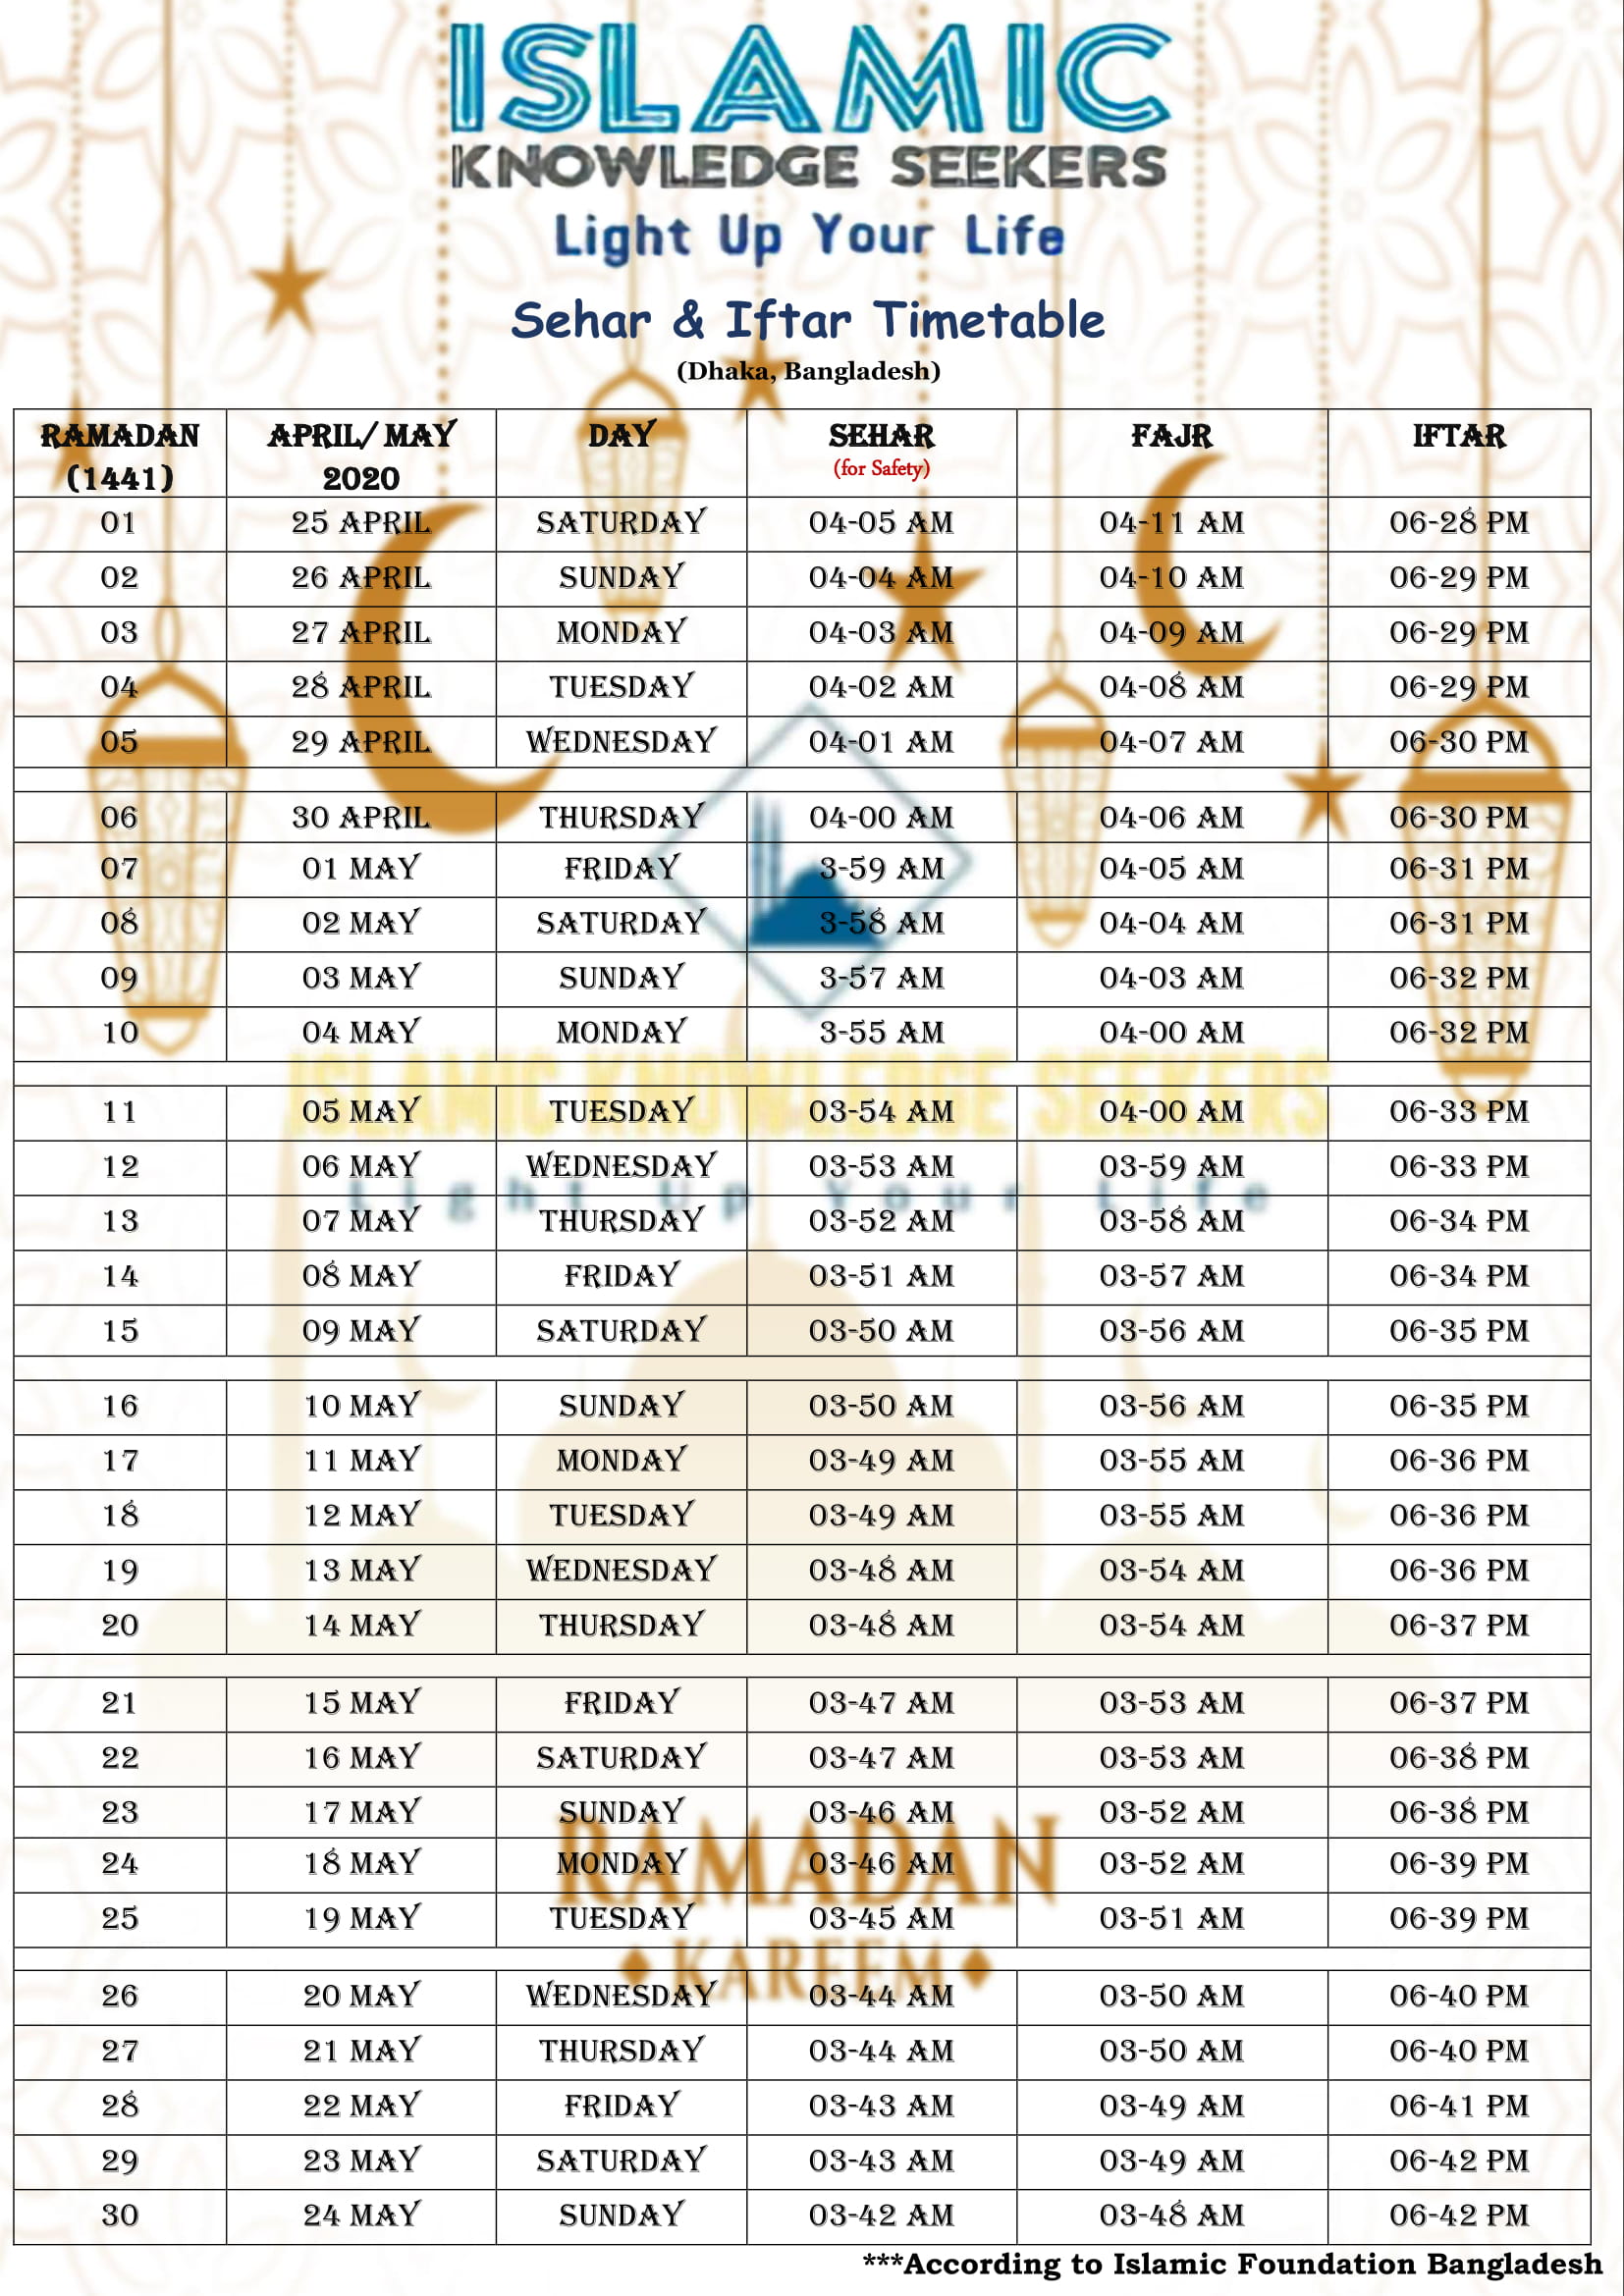 ISLAMIC
KNOWLEDGE SEEKERS
Light Up Your Life
Sehar & Iftar Timetable
(Dhaka, Bangladesh)
RAMADAN (1441) APRIL/ MAY 2020 DAY SEHAR (for Safety) FAJR IFTAR
01 25 APRIL SATURDAY 04-05 AM 04-11 AM 06-28 PM
02 26 APRIL SUNDAY 04-04 AM 04-10 AM 06-29 PM
03 27 APRIL MONDAY 04-03 AM 04-09 AM 06-29 PM
04 28 APRIL TUESDAY 04-02 AM 04-08 AM 06-29 PM
05 29 APRIL WEDNESDAY 04-01 AM 04-07 AM 06-30 PM
06 30 APRIL THURSDAY 04-00 AM 04-06 AM 06-30 PM
07 01 MAY FRIDAY 3-59 AM 04-05 AM 06-31 PM
08 02 MAY SATURDAY 3-58 AM 04-04 AM 06-31 PM
09 03 MAY SUNDAY 3-57 AM 04-03 AM 06-32 PM
10 04 MAY MONDAY 3-55 AM 04-00 AM 06-32 PM
ISLAMIC KNOWLEDGE SEEKERS
11 05 MAY TUESDAY 03-54 AM 04-00 AM 06-33 PM
12 06 MAY WEDNESDAY 03-53 AM 03-59 AM 06-33 PM
Light Up Your Life
13 07 MAY THURSDAY 03-52 AM 03-58 AM 06-34 PM
14 08 MAY FRIDAY 03-51 AM 03-57 AM 06-34 PM
15 09 MAY SATURDAY 03-50 AM 03-56 AM 06-35 PM
16 10 MAY SUNDAY 03-50 AM 03-56 AM 06-35 PM
17 11 MAY MONDAY 03-49 AM 03-55 AM 06-36 PM
18 12 MAY TUESDAY 03-49 AM 03-55 AM 06-36 PM
19 13 MAY WEDNESDAY 03-48 AM 03-54 AM 06-36 PM
20 14 MAY THURSDAY 03-48 AM 03-54 AM 06-37 PM
21 15 MAY FRIDAY 03-47 AM 03-53 AM 06-37 PM
22 16 MAY SATURDAY 03-47 AM 03-53 AM 06-38 PM
23 17 MAY SUNDAY 03-46 AM 03-52 AM 06-38 PM
RAMADAN
24 18 MAY MONDAY 03-46 AM 03-52 AM 06-39 PM
25 19 MAY TUESDAY 03-45 AM 03-51 AM 06-39 PM
KAREEM
26 20 MAY WEDNESDAY 03-44 AM 03-50 AM 06-40 PM
27 21 MAY THURSDAY 03-44 AM 03-50 AM 06-40 PM
28 22 MAY FRIDAY 03-43 AM 03-49 AM 06-41 PM
29 23 MAY SATURDAY 03-43 AM 03-49 AM 06-42 PM
30 24 MAY SUNDAY 03-42 AM 03-48 AM 06-42 PM
***According to Islamic Foundation Bangladesh